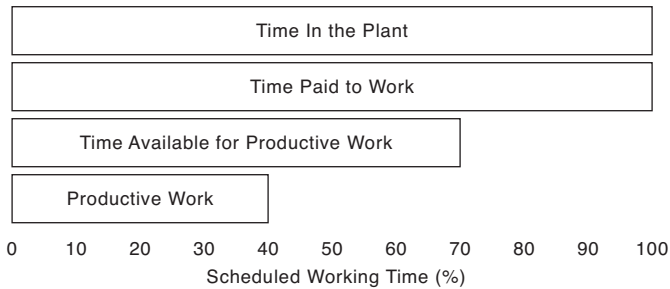 Time In the Plant
Time Paid to Work
Time Available for Productive Work
Productive Work
0 10 20 30 40 50 60 70 80 90 100
Scheduled Working Time (%)